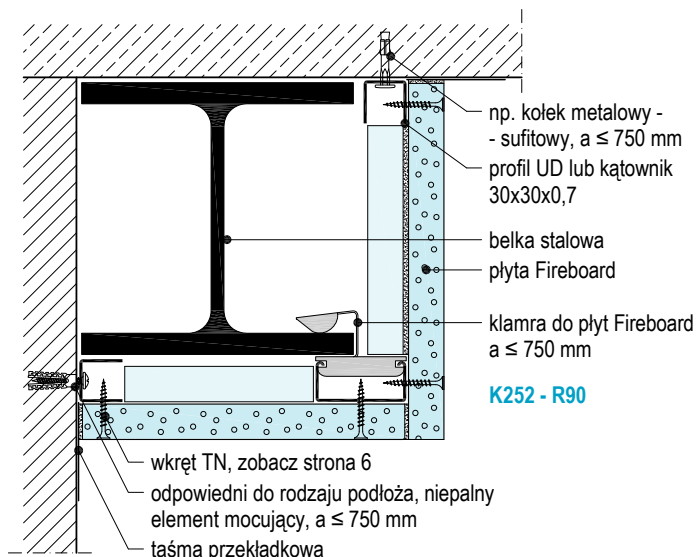 np. kołek metalowy -
- sufitowy, a ≤ 750 mm
profil UD lub kątownik
30x30x0,7
belka stalowa
płyta Fireboard
klamra do płyt Fireboard
a ≤ 750 mm
K252 - R90
wkręt TN, zobacz strona 6
odpowiedni do rodzaju podłoża, niepalny
element mocujący, a ≤ 750 mm
taśma przekładkowa